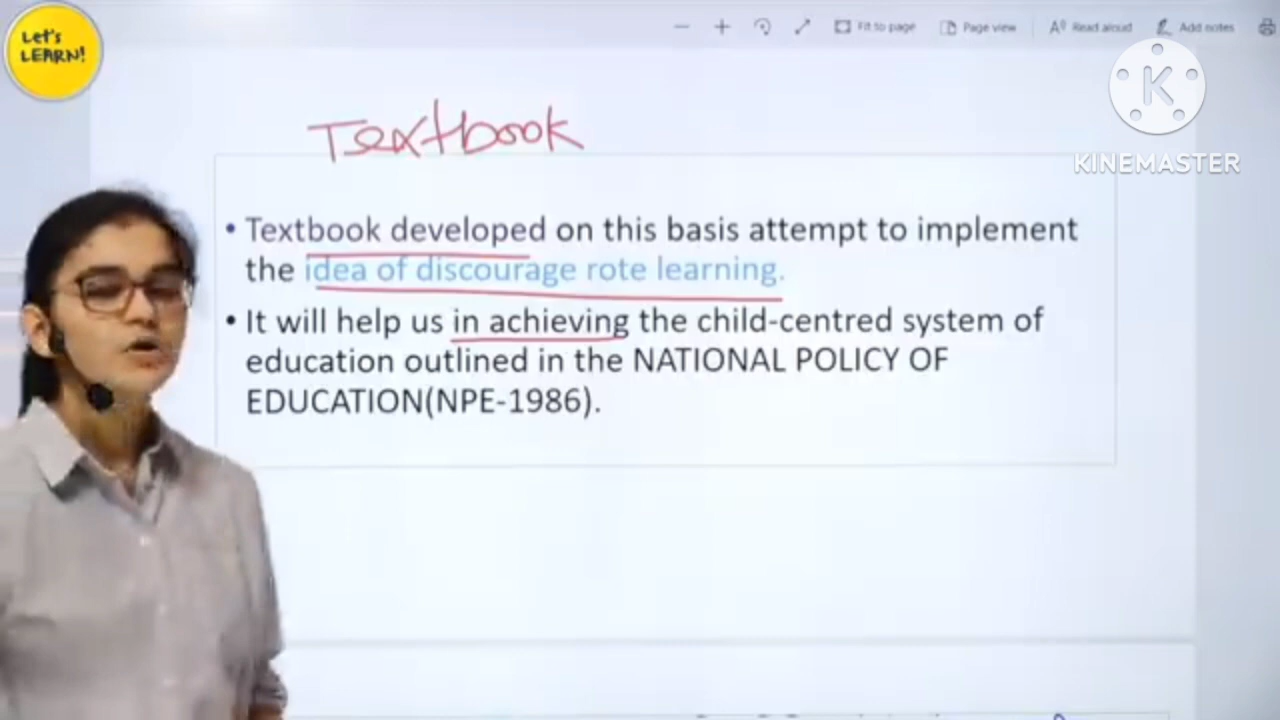 Let's
LEARN!
Fit to page
Page view
Read aloud
Add notes
K
KINEMASTER
Textbook
• Textbook developed on this basis attempt to implement
the idea of discourage rote learning.
• It will help us in achieving the child-centred system of
education outlined in the NATIONAL POLICY OF
EDUCATION(NPE-1986).